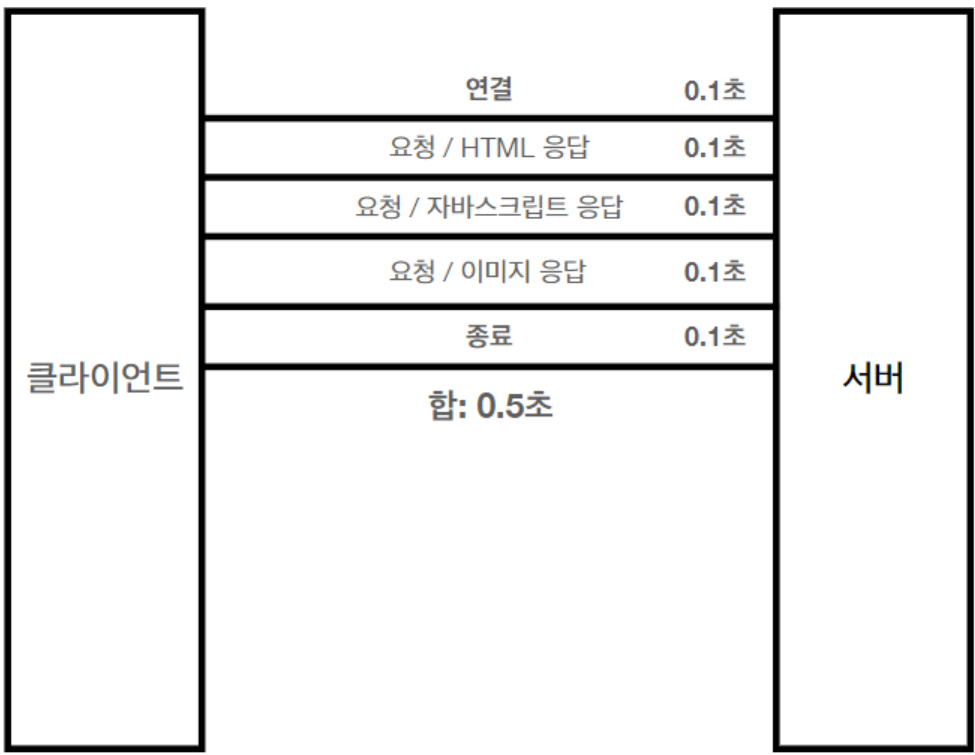 연결 0.1초
요청 / HTML 응답 0.1초
요청 / 자바스크립트 응답 0.1초
요청 / 이미지 응답 0.1초
종료 0.1초
클라이언트
서버
합: 0.5초